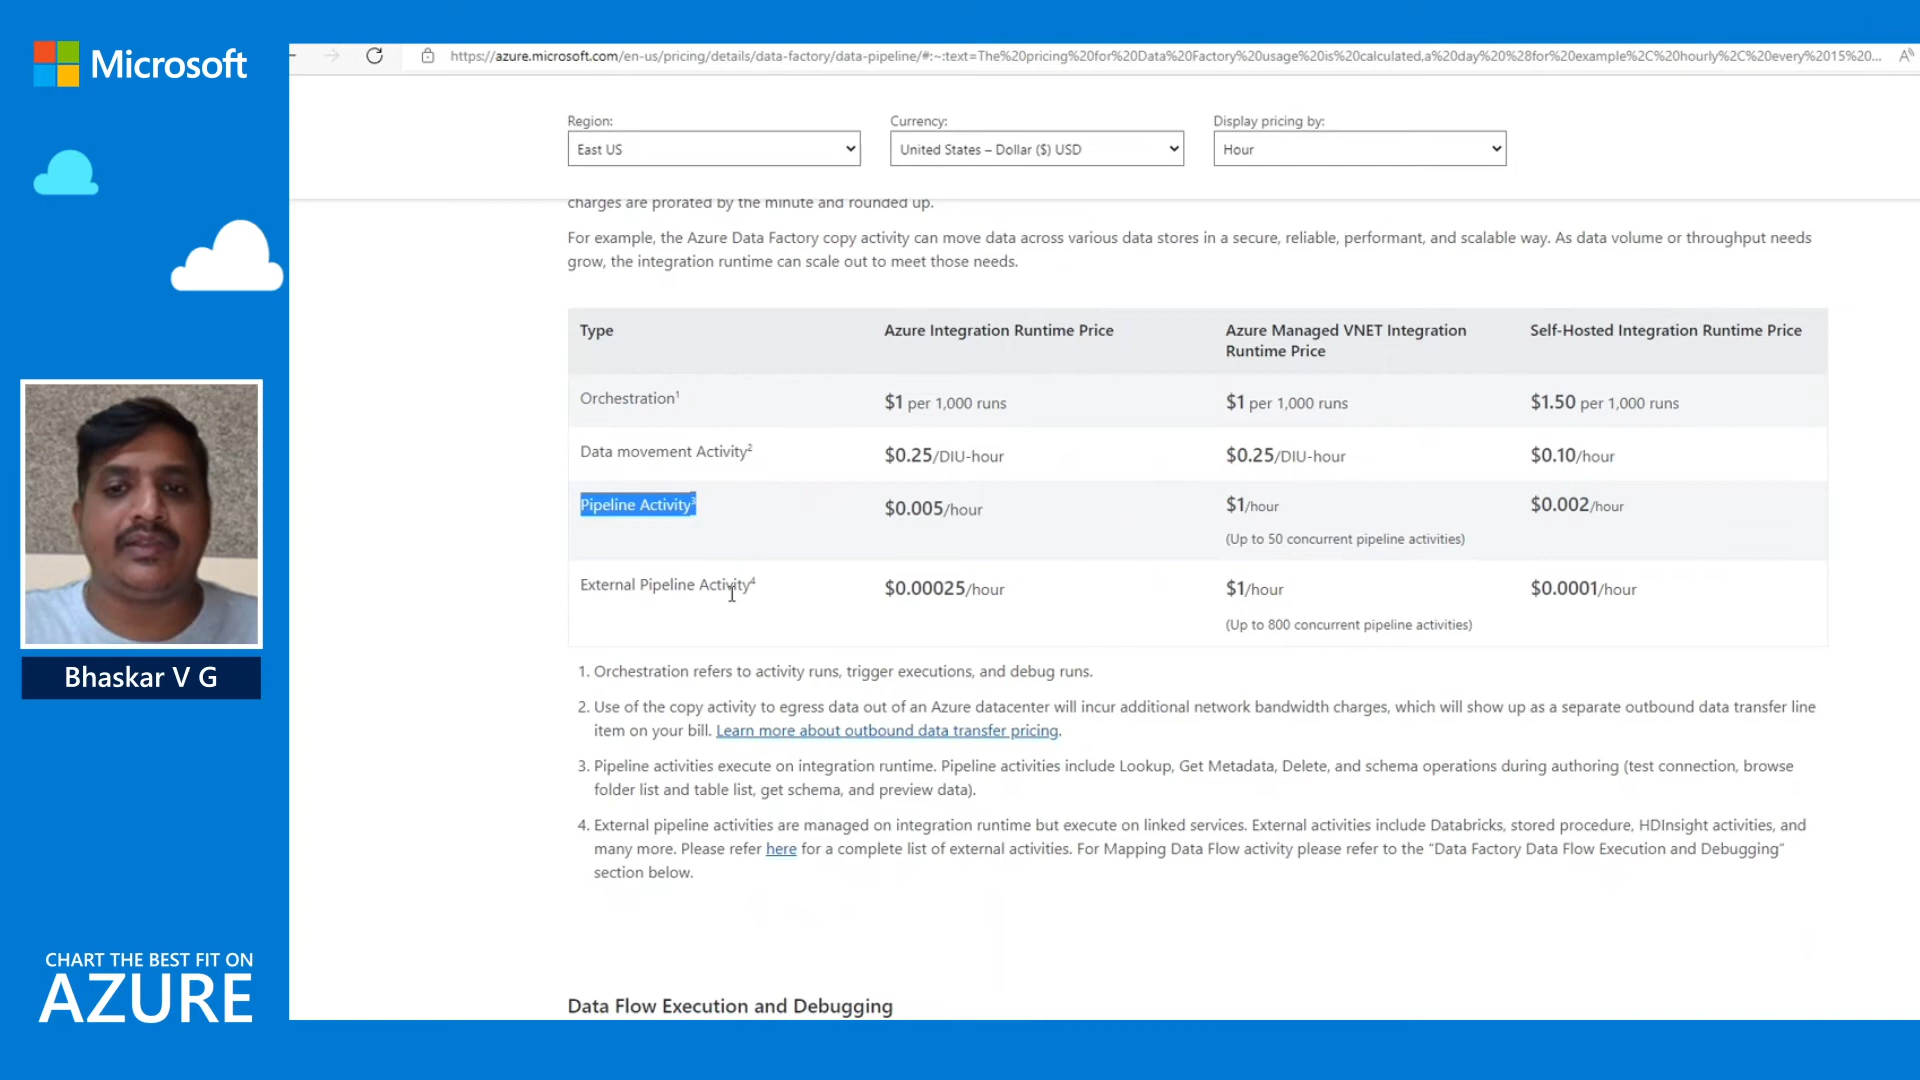 Microsoft
https://azure.microsoft.com/en-us/pricing/details/data-factory/data-pipeline/#:~:text=The%20pricing%20for%20Data%20Factory%20usage%20is%20calculated,a%20day%20%28for%20example%2C%20hourly%2C%20every%2015%20...
Region:
Currency:
Display pricing by:
East US
United States – Dollar ($) USD
Hour
charges are prorated by the minute and rounded up.
For example, the Azure Data Factory copy activity can move data across various data stores in a secure, reliable, performant, and scalable way. As data volume or throughput needs
grow, the integration runtime can scale out to meet those needs.
Type
Azure Integration Runtime Price
Azure Managed VNET Integration
Runtime Price
Self-Hosted Integration Runtime Price
Orchestration¹
$1 per 1,000 runs
$1 per 1,000 runs
$1.50 per 1,000 runs
Data movement Activity²
$0.25/DIU-hour
$0.25/DIU-hour
$0.10/hour
Pipeline Activity³
$0.005/hour
$1/hour
(Up to 50 concurrent pipeline activities)
$0.002/hour
External Pipeline Activity⁴
$0.00025/hour
$1/hour
(Up to 800 concurrent pipeline activities)
$0.0001/hour
1. Orchestration refers to activity runs, trigger executions, and debug runs.
2. Use of the copy activity to egress data out of an Azure datacenter will incur additional network bandwidth charges, which will show up as a separate outbound data transfer line
item on your bill. Learn more about outbound data transfer pricing.
3. Pipeline activities execute on integration runtime. Pipeline activities include Lookup, Get Metadata, Delete, and schema operations during authoring (test connection, browse
folder list and table list, get schema, and preview data).
4. External pipeline activities are managed on integration runtime but execute on linked services. External activities include Databricks, stored procedure, HDInsight activities, and
many more. Please refer here for a complete list of external activities. For Mapping Data Flow activity please refer to the “Data Factory Data Flow Execution and Debugging”
section below.
Data Flow Execution and Debugging
Bhaskar V G
CHART THE BEST FIT ON
AZURE